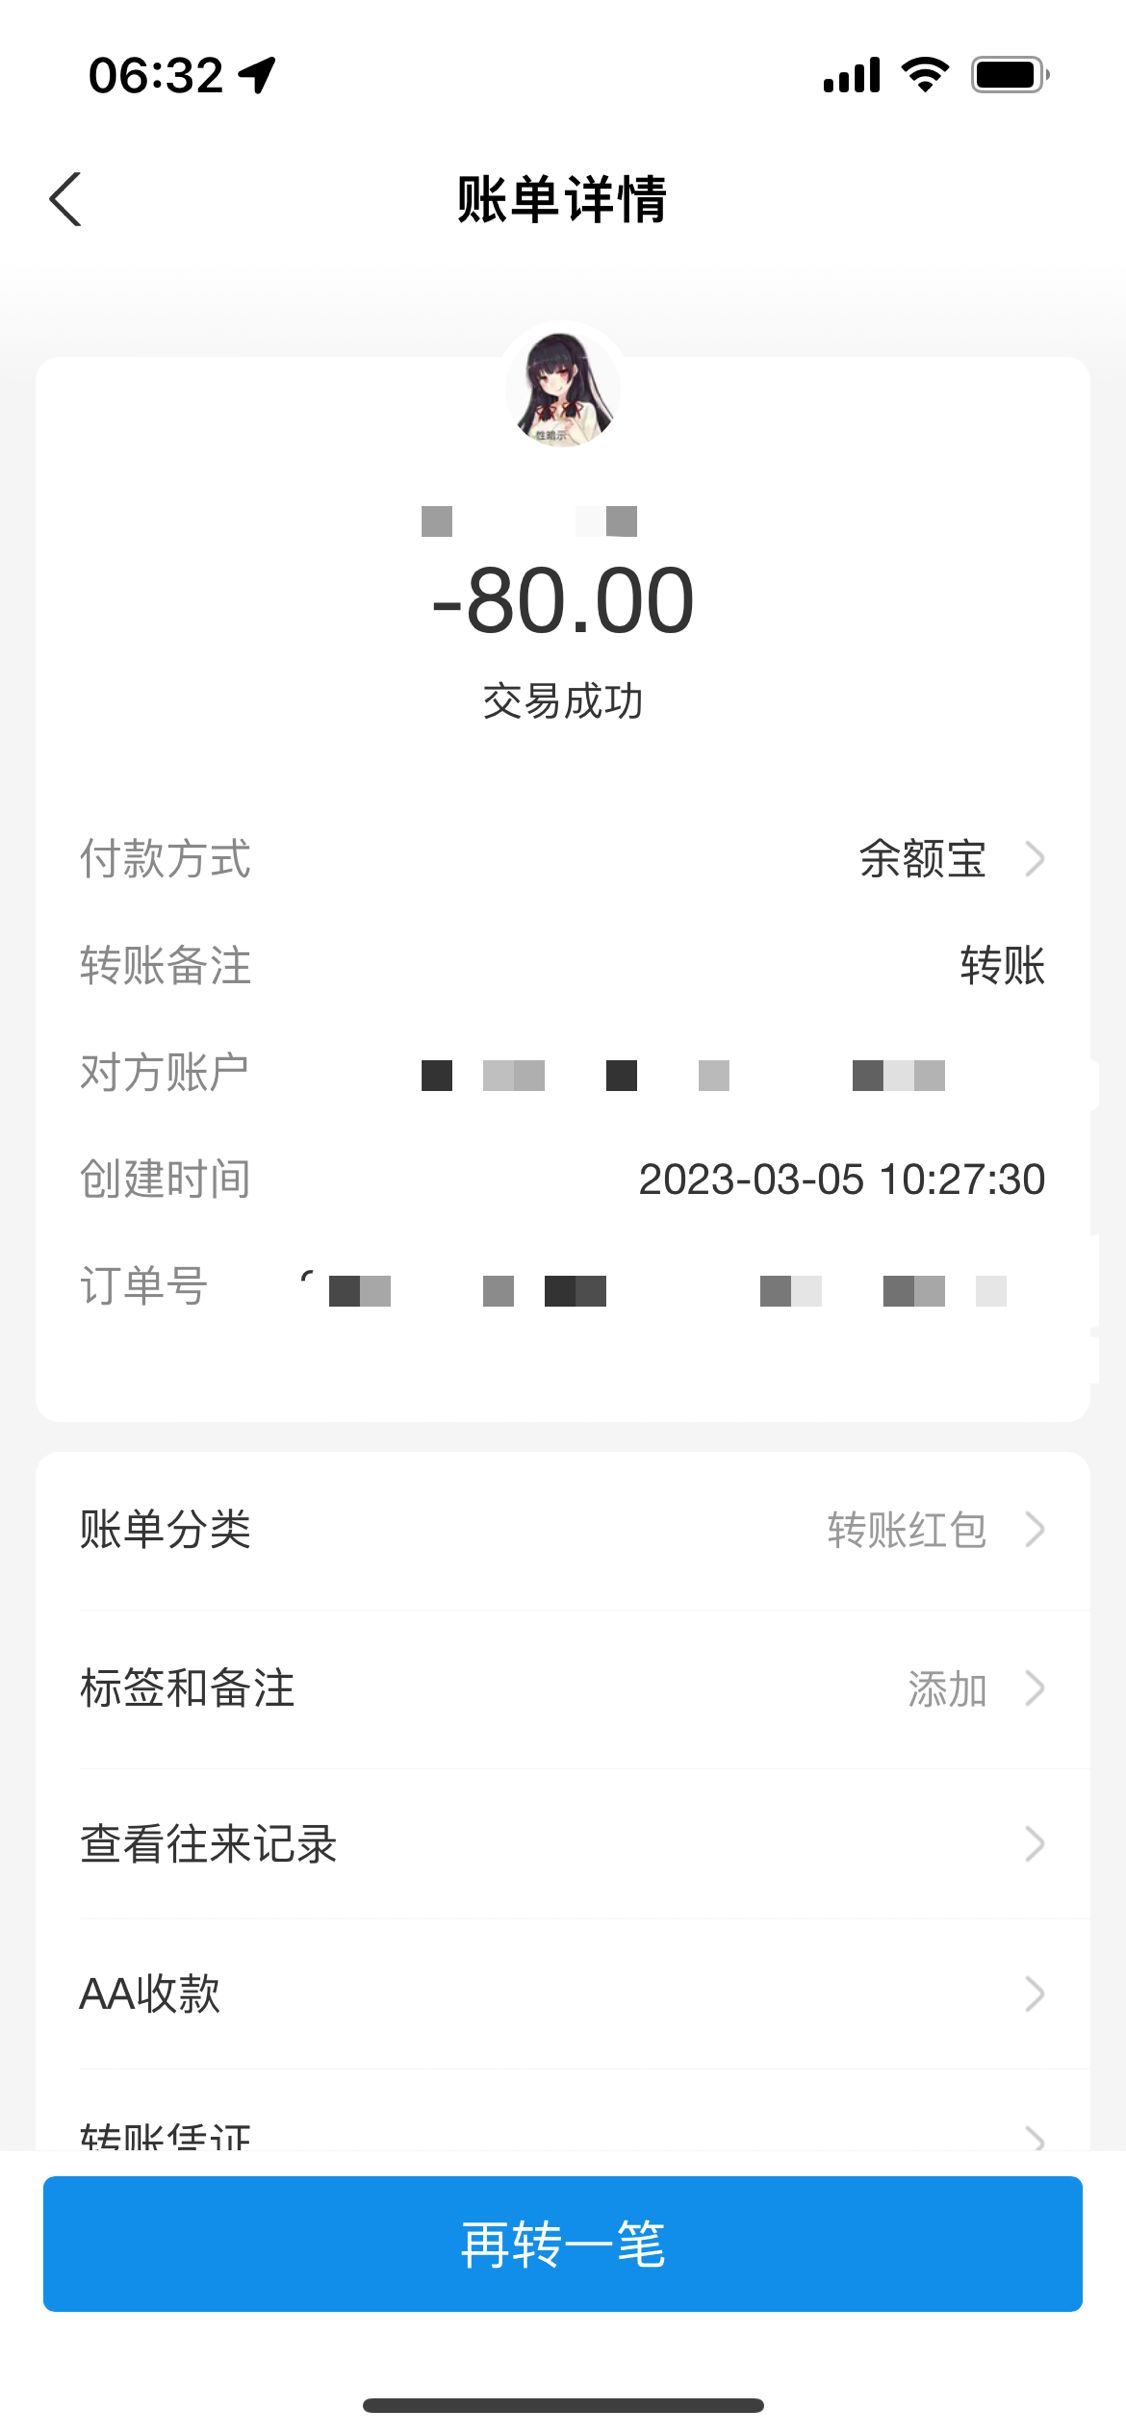 06:32
账单详情
性暗示
-80.00
交易成功
付款方式 余额宝
转账备注 转账
对方账户
创建时间 2023-03-05 10:27:30
订单号
账单分类 转账红包
标签和备注 添加
查看往来记录
AA收款
转账凭证
再转一笔